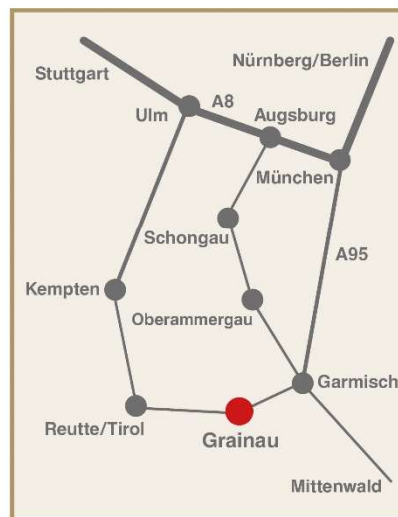 Nürnberg/Berlin
Stuttgart
A8
Ulm
Augsburg
München
Schongau
A95
Kempten
Oberammergau
Garmisch
Reutte/Tirol
Grainau
Mittenwald